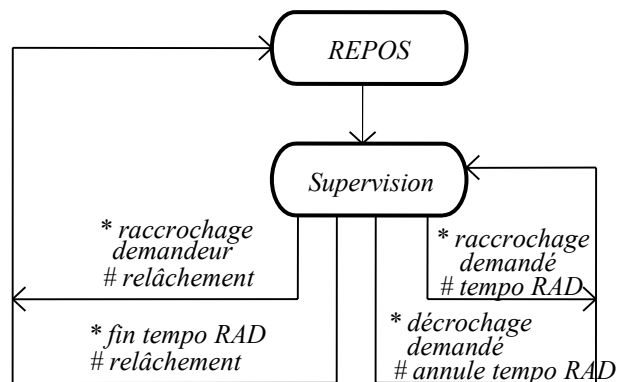 REPOS
Supervision
* raccrochage
demandeur
# relâchement
* raccrochage
demandé
# tempo RAD
* fin tempo RAD
# relâchement
* décrochage
demandé
# annule tempo RAD